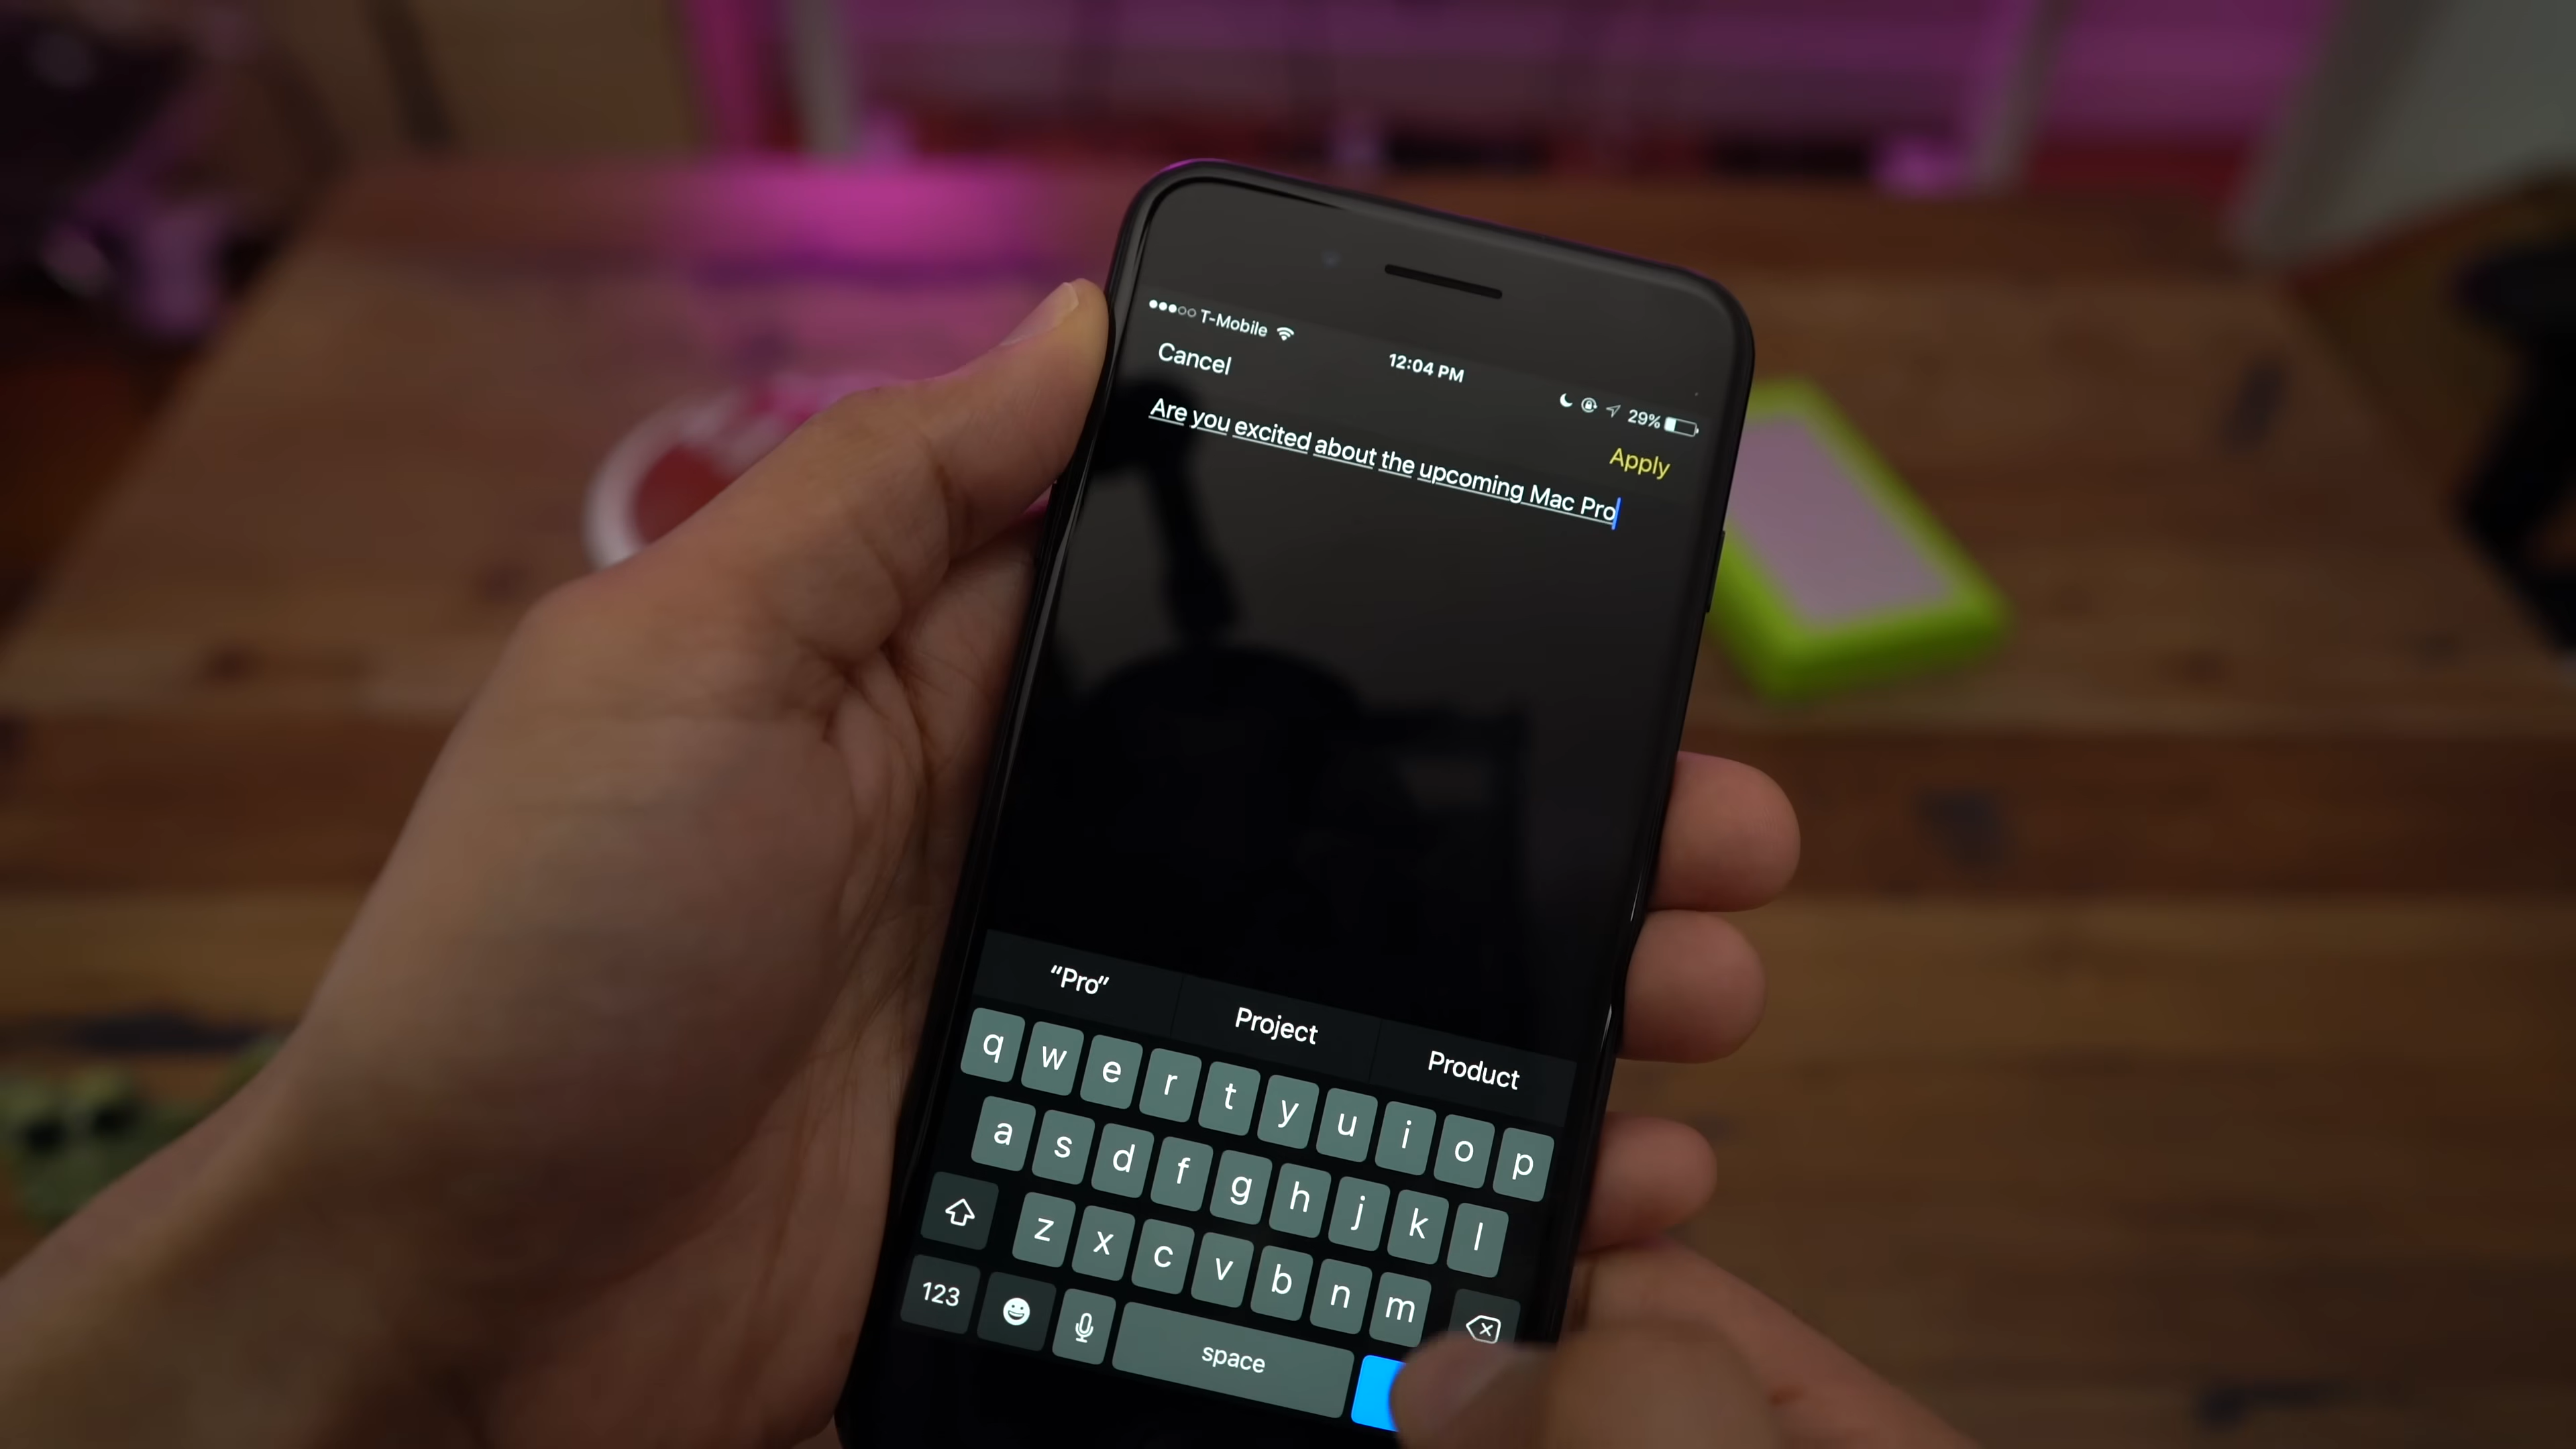 T-Mobile 12:04 PM 29%
Cancel
Apply
Are you excited about the upcoming Mac Pro
“Pro” Project Product
q w e r t y u i o p
a s d f g h j k l
z x c v b n m
123 space